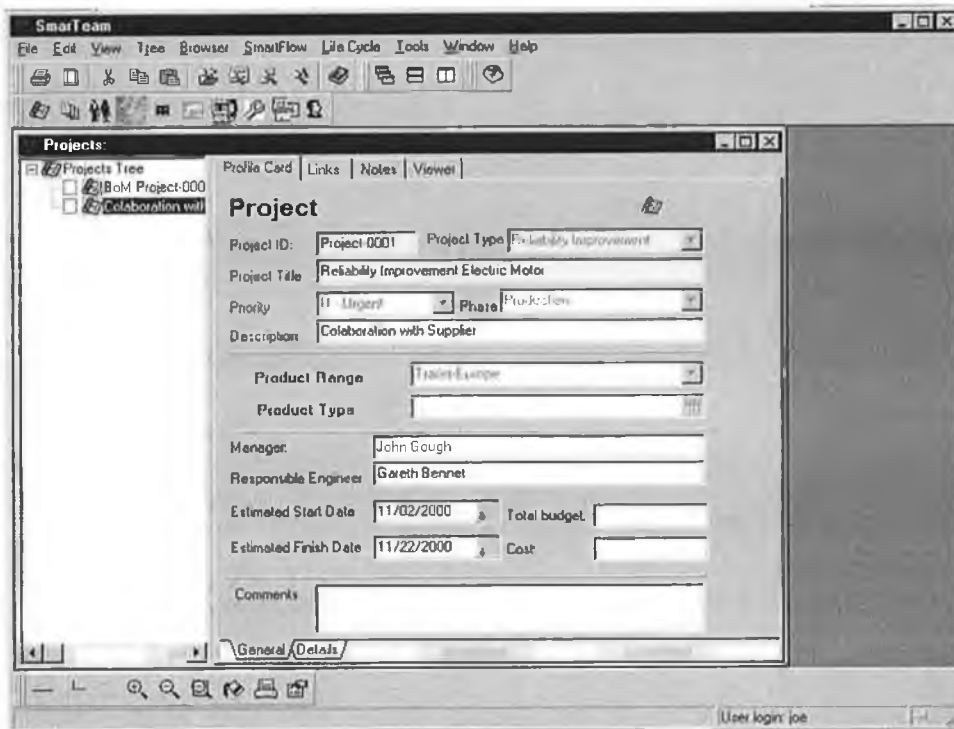 SmarTeam
File Edit View Tree Browser SmartFlow Life Cycle Tools Window Help
Projects:
Projects Tree
BoM Project-000
Colaboration with
Profile Card Links Notes Viewer
Project
Project ID: Project-0001 Project Type Reliability Improvement
Project Title Reliability Improvement Electric Motor
Priority Urgent Phase Production
Description Colaboration with Supplier
Product Range
Product Type
Manager: John Gough
Responsible Engineer Gareth Bennet
Estimated Start Date 11/02/2000 Total budget:
Estimated Finish Date 11/22/2000 Cost
Comments
General Details
User login: joe